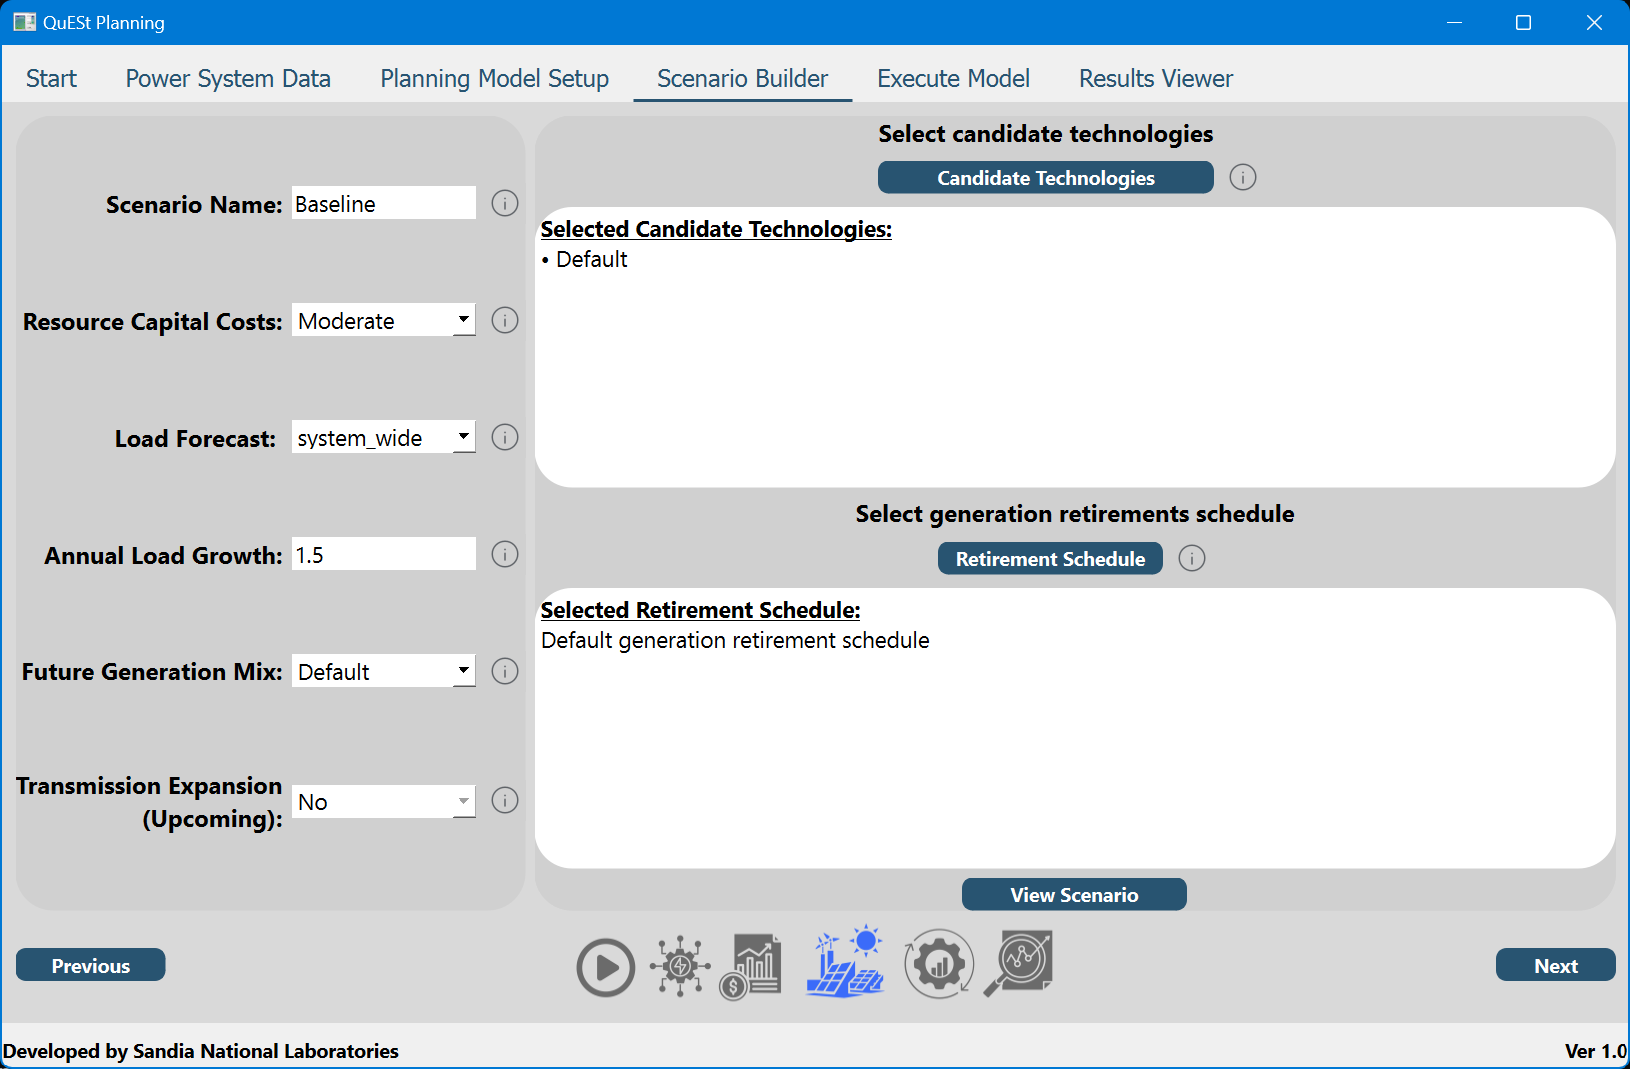 QuESt Planning
Start Power System Data Planning Model Setup Scenario Builder Execute Model Results Viewer
Scenario Name: Baseline
Resource Capital Costs: Moderate
Load Forecast: system_wide
Annual Load Growth: 1.5
Future Generation Mix: Default
Transmission Expansion
(Upcoming): No
Select candidate technologies
Candidate Technologies
Selected Candidate Technologies:
• Default
Select generation retirements schedule
Retirement Schedule
Selected Retirement Schedule:
Default generation retirement schedule
View Scenario
Previous
Next
Developed by Sandia National Laboratories
Ver 1.0